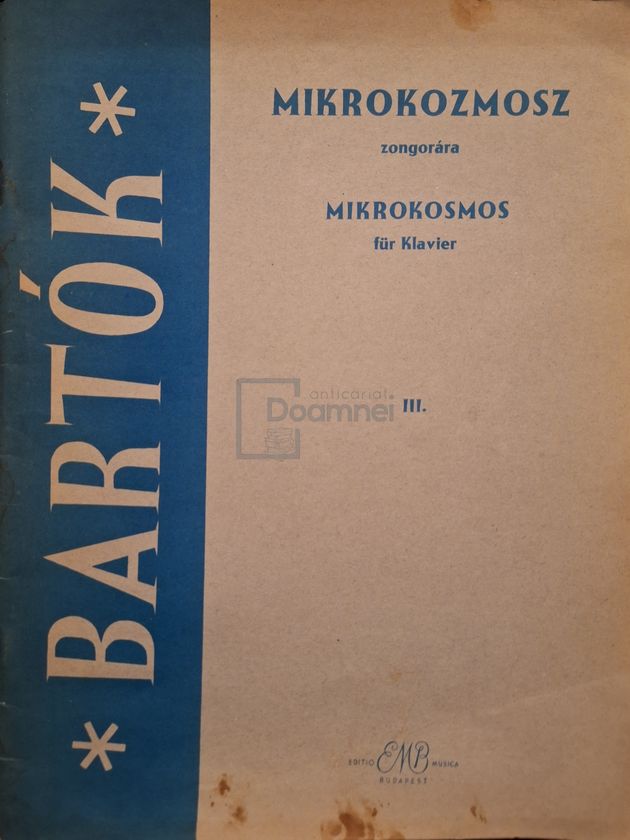 * BARTÓK *
MIKROKOZMOSZ
zongorára
MIKROKOSMOS
für Klavier
anticariat
Doamnei
III.
EDITIO EMB MUSICA
BUDAPEST